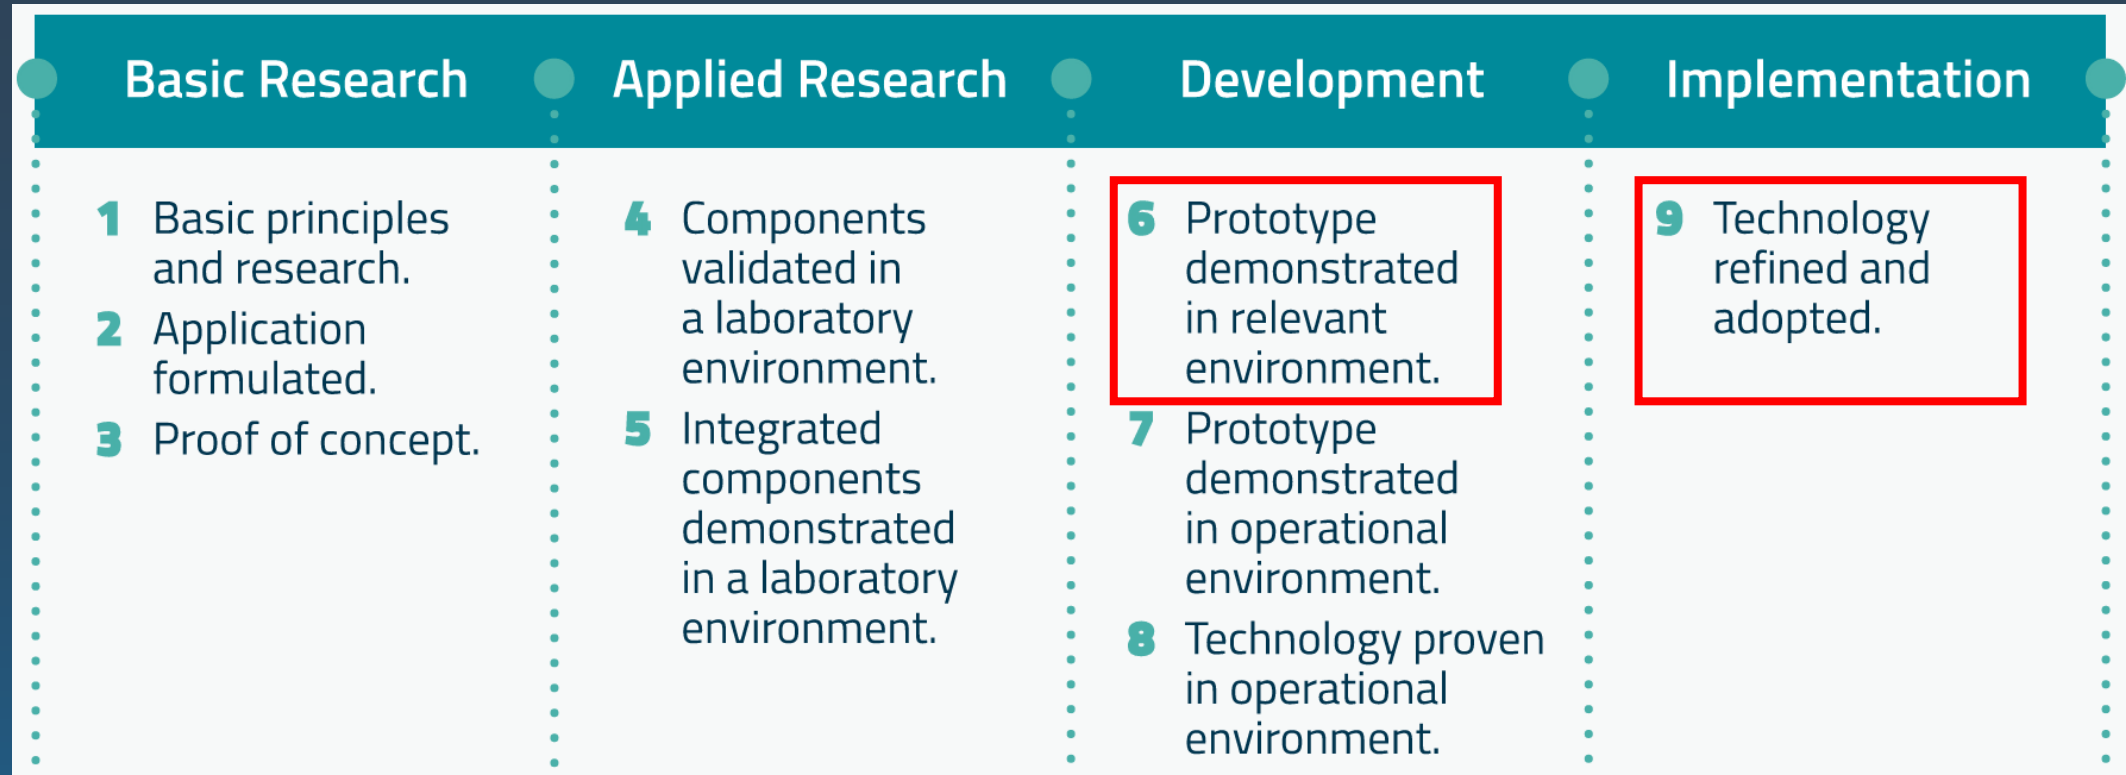 Basic Research
Applied Research
Development
Implementation
1 Basic principles
and research.
2 Application
formulated.
3 Proof of concept.
4 Components
validated in
a laboratory
environment.
5 Integrated
components
demonstrated
in a laboratory
environment.
6 Prototype
demonstrated
in relevant
environment.
7 Prototype
demonstrated
in operational
environment.
8 Technology proven
in operational
environment.
9 Technology
refined and
adopted.